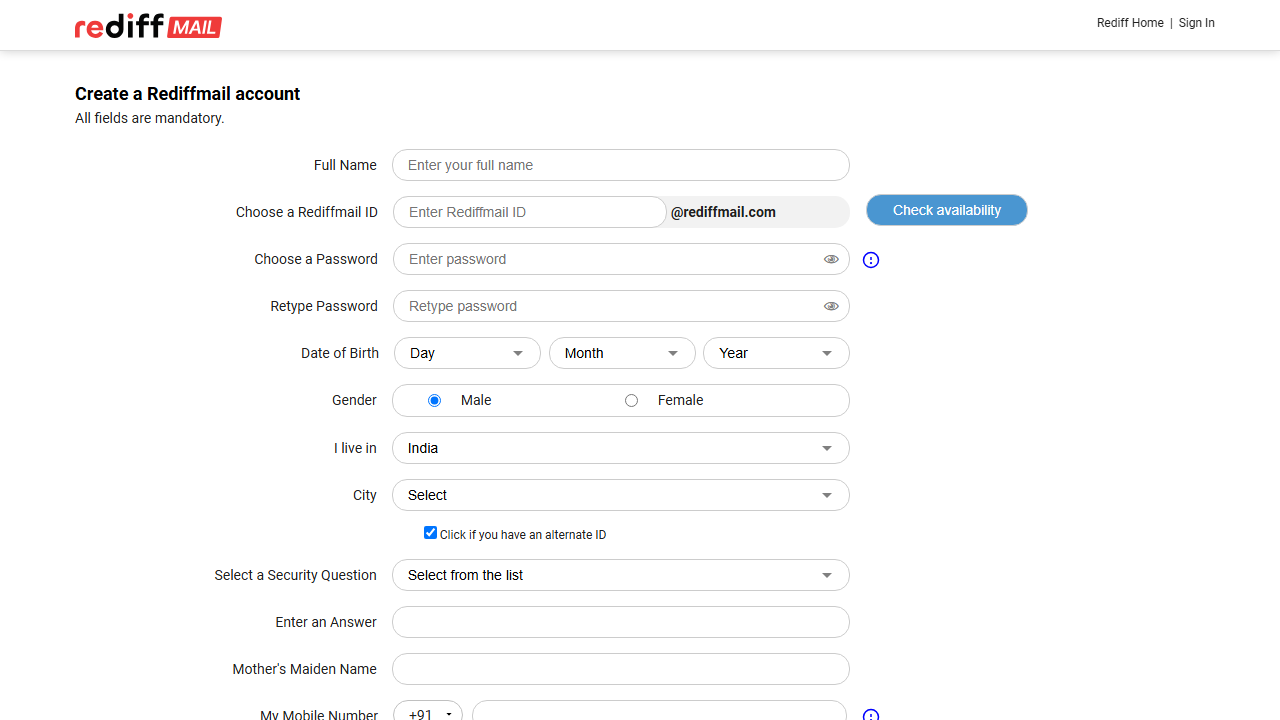 rediff MAIL
Rediff Home | Sign In
Create a Rediffmail account
All fields are mandatory.
Full Name Enter your full name
Choose a Rediffmail ID Enter Rediffmail ID @rediffmail.com Check availability
Choose a Password Enter password
Retype Password Retype password
Date of Birth Day Month Year
Gender Male Female
I live in India
City Select
Click if you have an alternate ID
Select a Security Question Select from the list
Enter an Answer
Mother's Maiden Name
My Mobile Number +91